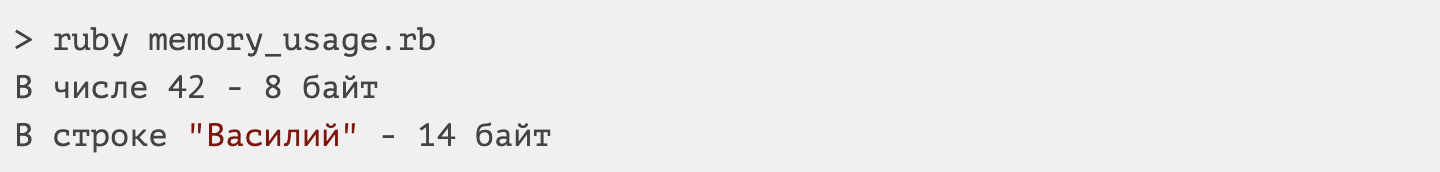 > ruby memory_usage.rb
В числе 42 - 8 байт
В строке "Василий" - 14 байт